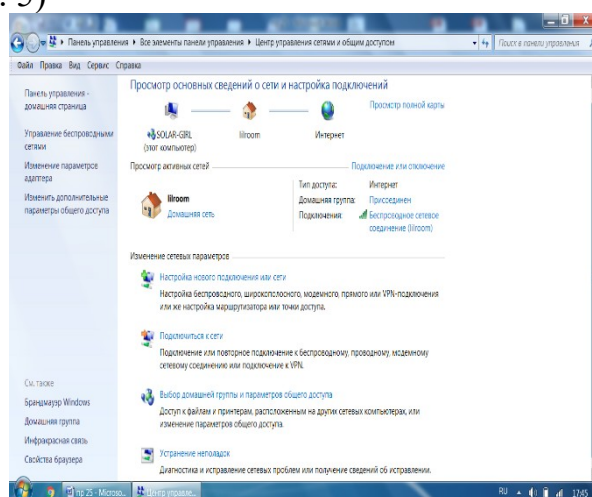 : 3)
Панель управления ▸ Все элементы панели управления ▸ Центр управления сетями и общим доступом
Поиск в панели управления
Файл Правка Вид Сервис Справка
Панель управления - домашняя страница
Управление беспроводными сетями
Изменение параметров адаптера
Изменить дополнительные параметры общего доступа
Просмотр основных сведений о сети и настройка подключений
Просмотр полной карты
SOLAR-GIRL
(этот компьютер)
lilroom
Интернет
Просмотр активных сетей
Подключение или отключение
lilroom
Домашняя сеть
Тип доступа: Интернет
Домашняя группа: Присоединен
Подключения: Беспроводное сетевое
соединение (lilroom)
Изменение сетевых параметров
Настройка нового подключения или сети
Настройка беспроводного, широкополосного, модемного, прямого или VPN-подключения
или же настройка маршрутизатора или точки доступа.
Подключиться к сети
Подключение или повторное подключение к беспроводному, проводному, модемному
сетевому соединению или подключение к VPN.
Выбор домашней группы и параметров общего доступа
Доступ к файлам и принтерам, расположенным на других сетевых компьютерах, или
изменение параметров общего доступа.
Устранение неполадок
Диагностика и исправление сетевых проблем или получение сведений об исправлении.
См. также
Брандмауэр Windows
Домашняя группа
Инфракрасная связь
Свойства браузера
пр 25 - Microso...
Центр управле...
RU
17:45